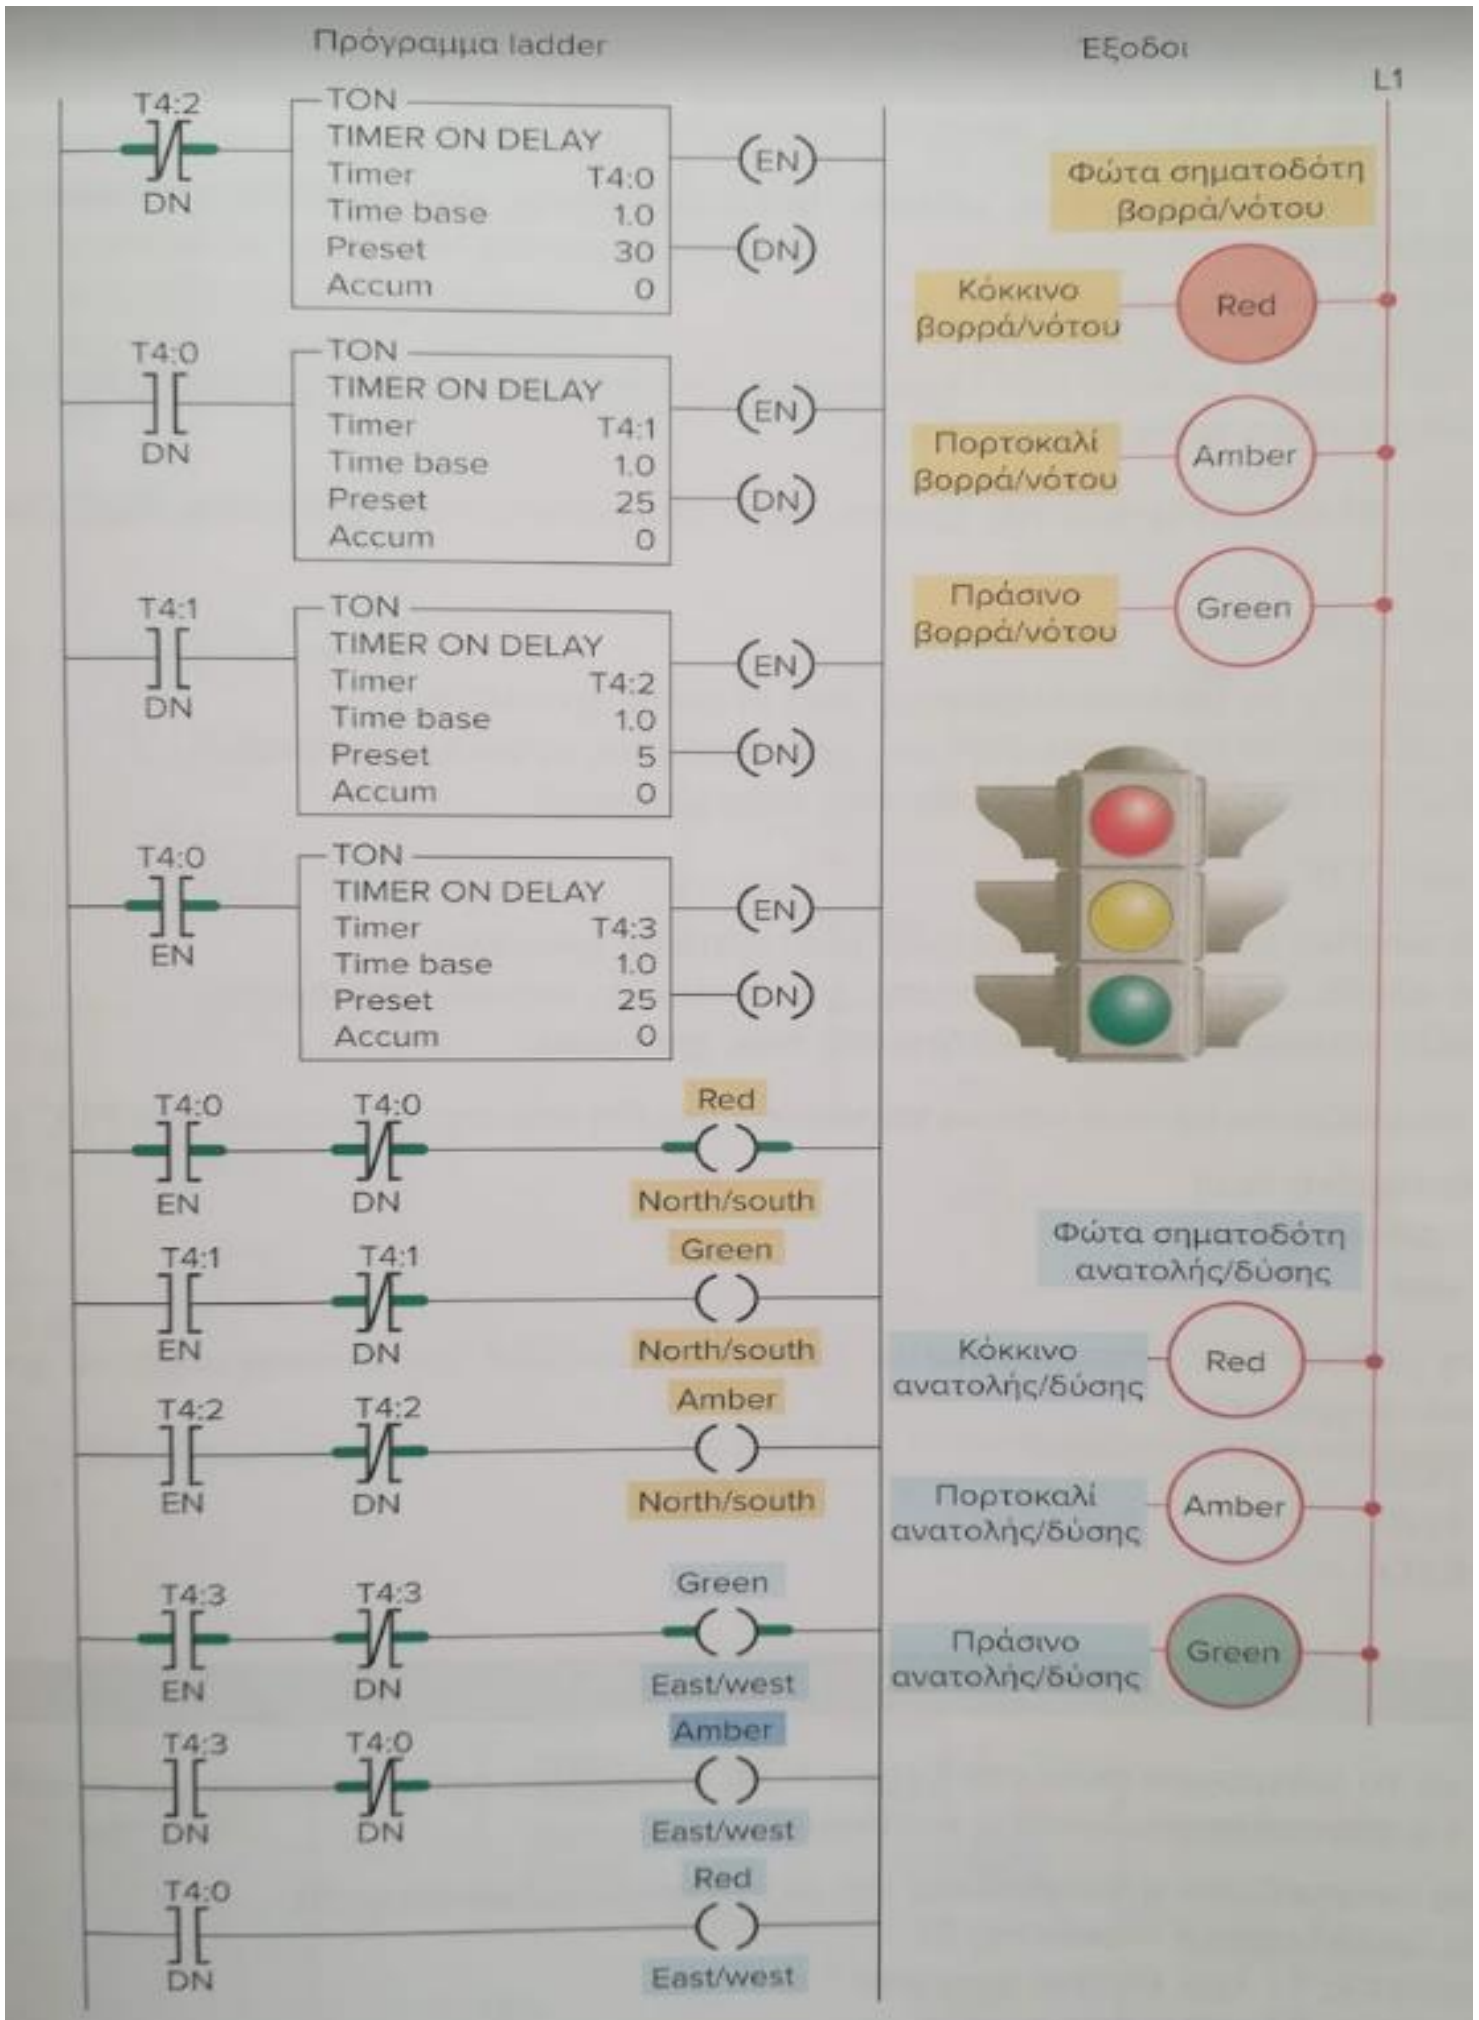 Πρόγραμμα ladder
T4:2
DN
TON
TIMER ON DELAY
Timer T4:0
Time base 1.0
Preset 30
Accum 0
EN
DN
T4:0
DN
TON
TIMER ON DELAY
Timer T4:1
Time base 1.0
Preset 25
Accum 0
EN
DN
T4:1
DN
TON
TIMER ON DELAY
Timer T4:2
Time base 1.0
Preset 5
Accum 0
EN
DN
T4:0
EN
TON
TIMER ON DELAY
Timer T4:3
Time base 1.0
Preset 25
Accum 0
EN
DN
T4:0 T4:0 Red
EN DN North/south
T4:1 T4:1 Green
EN DN North/south
T4:2 T4:2 Amber
EN DN North/south
T4:3 T4:3 Green
EN DN East/west
T4:3 T4:0 Amber
DN DN East/west
T4:0 Red
DN East/west
Έξοδοι
L1
Φώτα σηματοδότη
βορρά/νότου
Κόκκινο
βορρά/νότου
Red
Πορτοκαλί
βορρά/νότου
Amber
Πράσινο
βορρά/νότου
Green
Φώτα σηματοδότη
ανατολής/δύσης
Κόκκινο
ανατολής/δύσης
Red
Πορτοκαλί
ανατολής/δύσης
Amber
Πράσινο
ανατολής/δύσης
Green